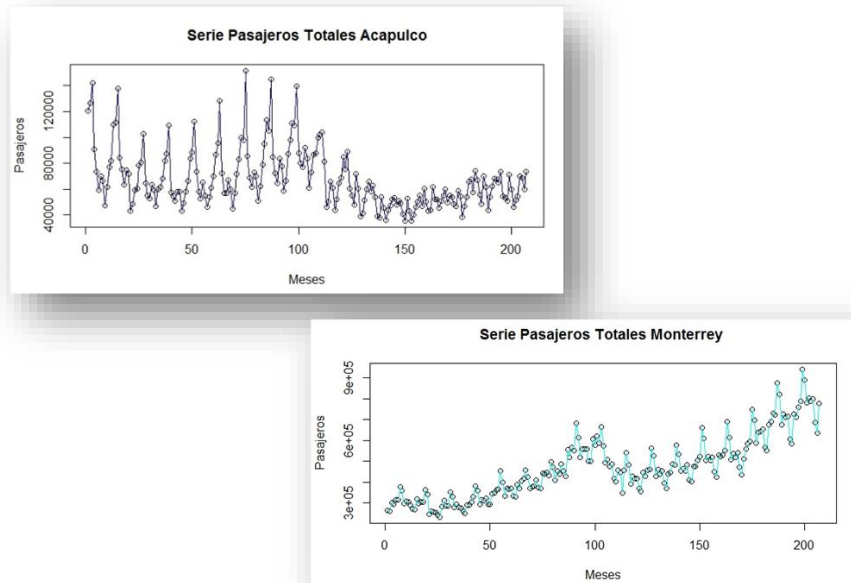 Serie Pasajeros Totales Acapulco
Pasajeros
120000
80000
40000
0 50 100 150 200
Meses
Serie Pasajeros Totales Monterrey
Pasajeros
9e+05
6e+05
3e+05
0 50 100 150 200
Meses